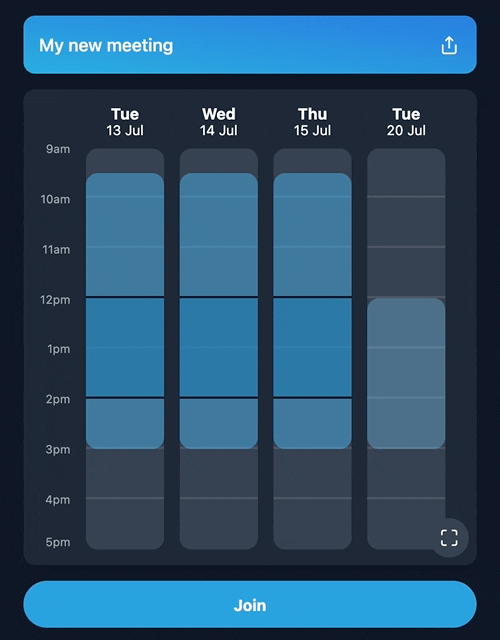 My new meeting
Tue Wed Thu Tue
13 Jul 14 Jul 15 Jul 20 Jul
9am
10am
11am
12pm
1pm
2pm
3pm
4pm
5pm
Join